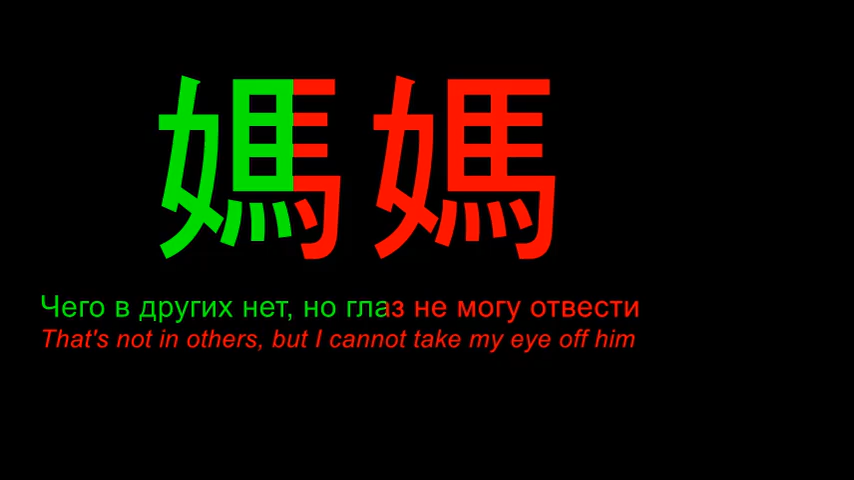 媽媽
Чего в других нет, но глаз не могу отвести
That's not in others, but I cannot take my eye off him